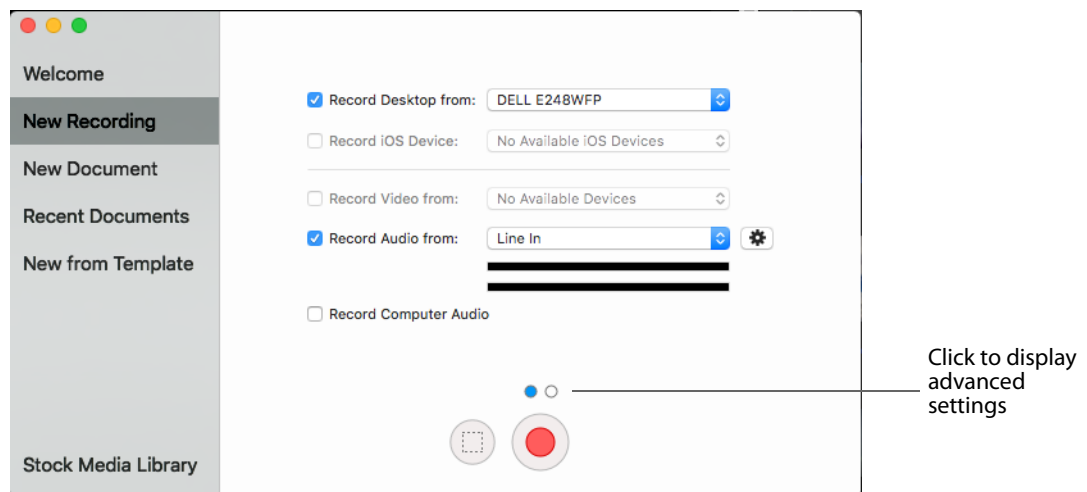 Welcome
New Recording
New Document
Recent Documents
New from Template
Stock Media Library
Record Desktop from: DELL E248WFP
Record iOS Device: No Available iOS Devices
Record Video from: No Available Devices
Record Audio from: Line In
Record Computer Audio
Click to display
advanced
settings